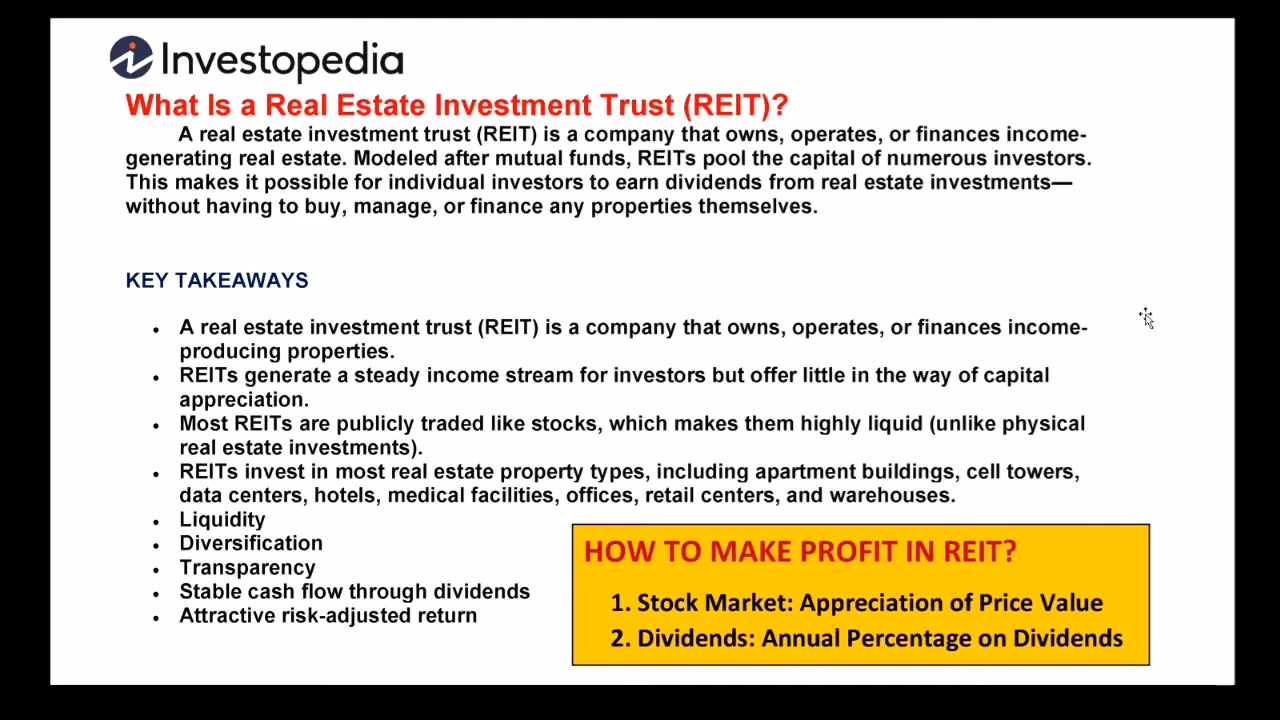 Investopedia
What Is a Real Estate Investment Trust (REIT)?
A real estate investment trust (REIT) is a company that owns, operates, or finances income-
generating real estate. Modeled after mutual funds, REITs pool the capital of numerous investors.
This makes it possible for individual investors to earn dividends from real estate investments—
without having to buy, manage, or finance any properties themselves.
KEY TAKEAWAYS
• A real estate investment trust (REIT) is a company that owns, operates, or finances income-
producing properties.
• REITs generate a steady income stream for investors but offer little in the way of capital
appreciation.
• Most REITs are publicly traded like stocks, which makes them highly liquid (unlike physical
real estate investments).
• REITs invest in most real estate property types, including apartment buildings, cell towers,
data centers, hotels, medical facilities, offices, retail centers, and warehouses.
• Liquidity
• Diversification
• Transparency
• Stable cash flow through dividends
• Attractive risk-adjusted return
HOW TO MAKE PROFIT IN REIT?
1. Stock Market: Appreciation of Price Value
2. Dividends: Annual Percentage on Dividends